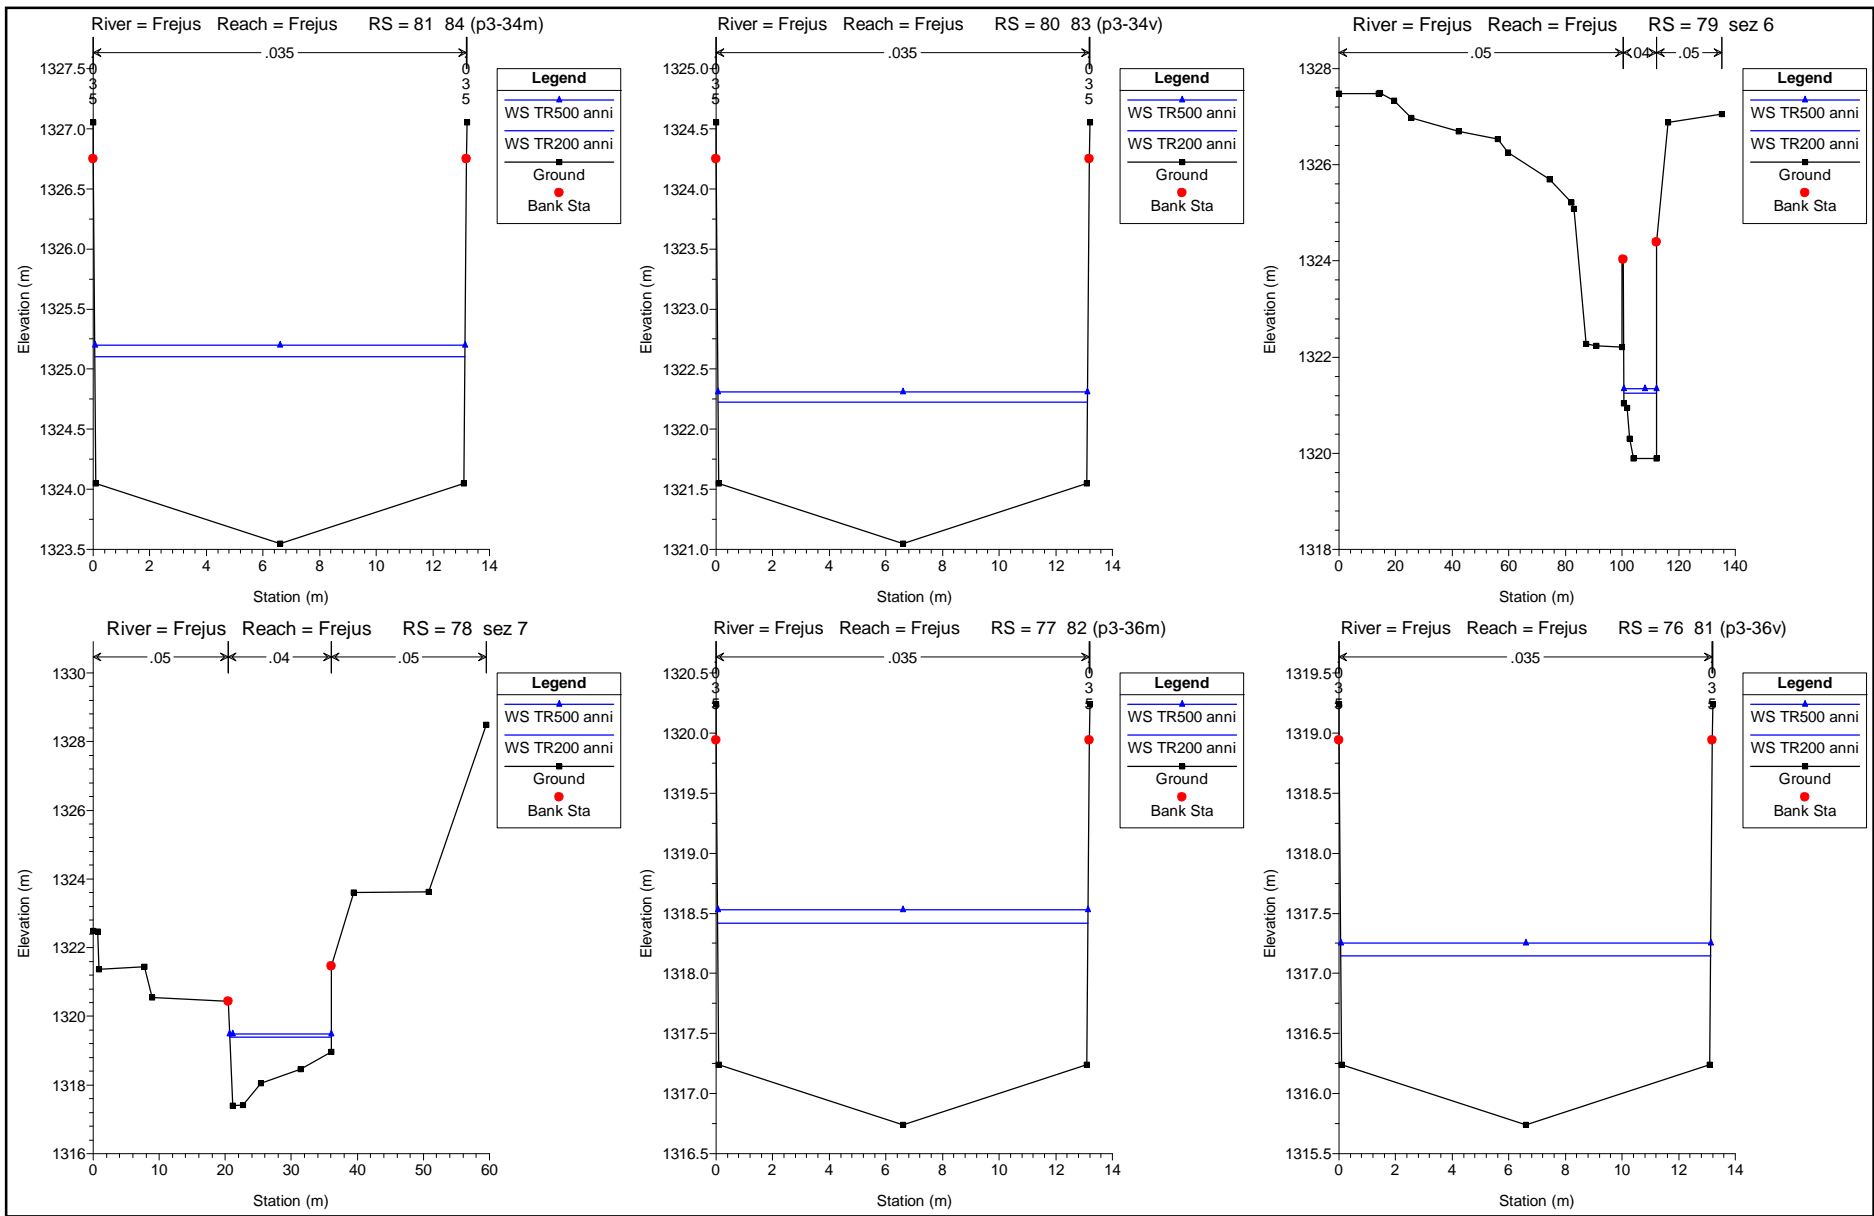 River = Frejus Reach = Frejus RS = 81 84 (p3-34m)
.035
.035
.035
1327.5
1327.0
1326.5
1326.0
1325.5
1325.0
1324.5
1324.0
1323.5
Elevation (m)
0 2 4 6 8 10 12 14
Station (m)
Legend
WS TR500 anni
WS TR200 anni
Ground
Bank Sta
River = Frejus Reach = Frejus RS = 80 83 (p3-34v)
.035
.035
.035
1325.0
1324.5
1324.0
1323.5
1323.0
1322.5
1322.0
1321.5
1321.0
Elevation (m)
0 2 4 6 8 10 12 14
Station (m)
Legend
WS TR500 anni
WS TR200 anni
Ground
Bank Sta
River = Frejus Reach = Frejus RS = 79 sez 6
.05 .04 .05
1328
1326
1324
1322
1320
1318
Elevation (m)
0 20 40 60 80 100 120 140
Station (m)
Legend
WS TR500 anni
WS TR200 anni
Ground
Bank Sta
River = Frejus Reach = Frejus RS = 78 sez 7
.05 .04 .05
1330
1328
1326
1324
1322
1320
1318
1316
Elevation (m)
0 10 20 30 40 50 60
Station (m)
Legend
WS TR500 anni
WS TR200 anni
Ground
Bank Sta
River = Frejus Reach = Frejus RS = 77 82 (p3-36m)
.035
.035
.035
1320.5
1320.0
1319.5
1319.0
1318.5
1318.0
1317.5
1317.0
1316.5
Elevation (m)
0 2 4 6 8 10 12 14
Station (m)
Legend
WS TR500 anni
WS TR200 anni
Ground
Bank Sta
River = Frejus Reach = Frejus RS = 76 81 (p3-36v)
.035
.035
.035
1319.5
1319.0
1318.5
1318.0
1317.5
1317.0
1316.5
1316.0
1315.5
Elevation (m)
0 2 4 6 8 10 12 14
Station (m)
Legend
WS TR500 anni
WS TR200 anni
Ground
Bank Sta